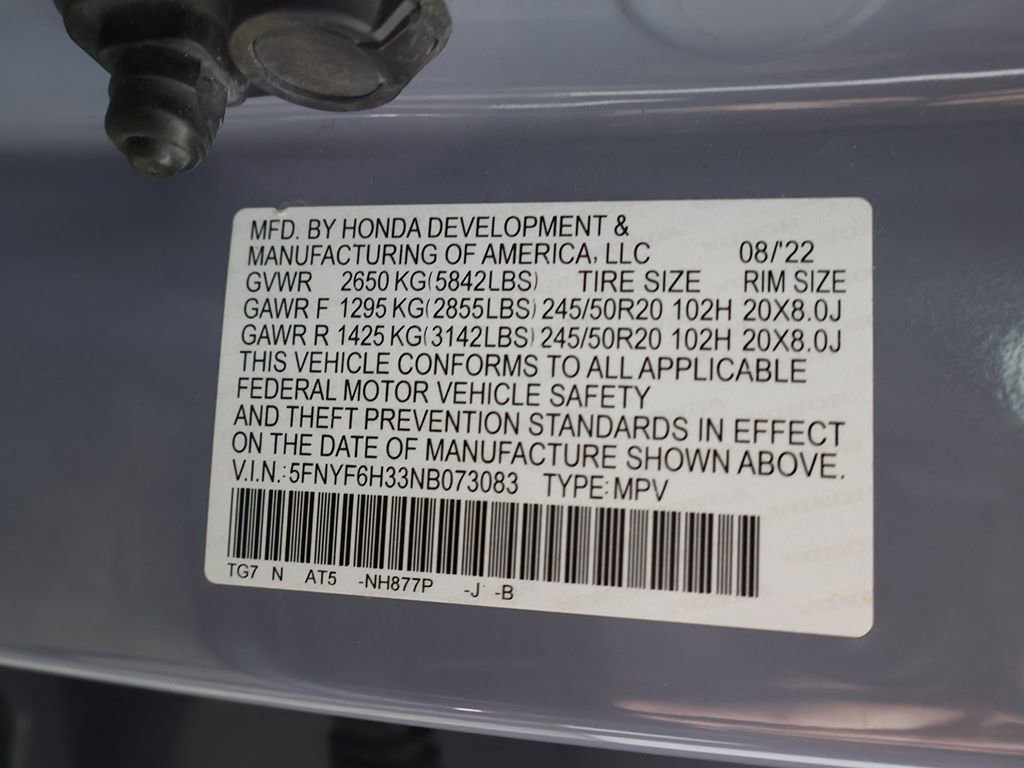 MFD. BY HONDA DEVELOPMENT &
MANUFACTURING OF AMERICA, LLC 08/'22
GVWR 2650 KG(5842LBS) TIRE SIZE RIM SIZE
GAWR F 1295 KG(2855LBS) 245/50R20 102H 20X8.0J
GAWR R 1425 KG(3142LBS) 245/50R20 102H 20X8.0J
THIS VEHICLE CONFORMS TO ALL APPLICABLE
FEDERAL MOTOR VEHICLE SAFETY
AND THEFT PREVENTION STANDARDS IN EFFECT
ON THE DATE OF MANUFACTURE SHOWN ABOVE.
V.I.N.: 5FNYF6H33NB073083 TYPE: MPV
TG7 N AT5 -NH877P -J -B